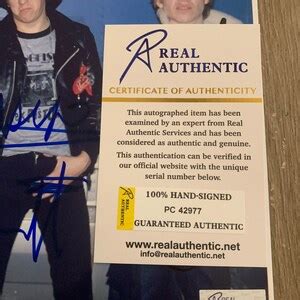 REAL
AUTHENTIC
CERTIFICATE OF AUTHENTICITY
This autographed item has been
examined by an expert from Real
Authentic Services and has been
considered as authentic and genuine.
This authentication can be verified in
our official website with the unique
serial number below.
100% HAND-SIGNED
REAL
AUTHENTIC
PC 42977
GUARANTEED AUTHENTIC
www.realauthentic.net
info@realauthentic.net